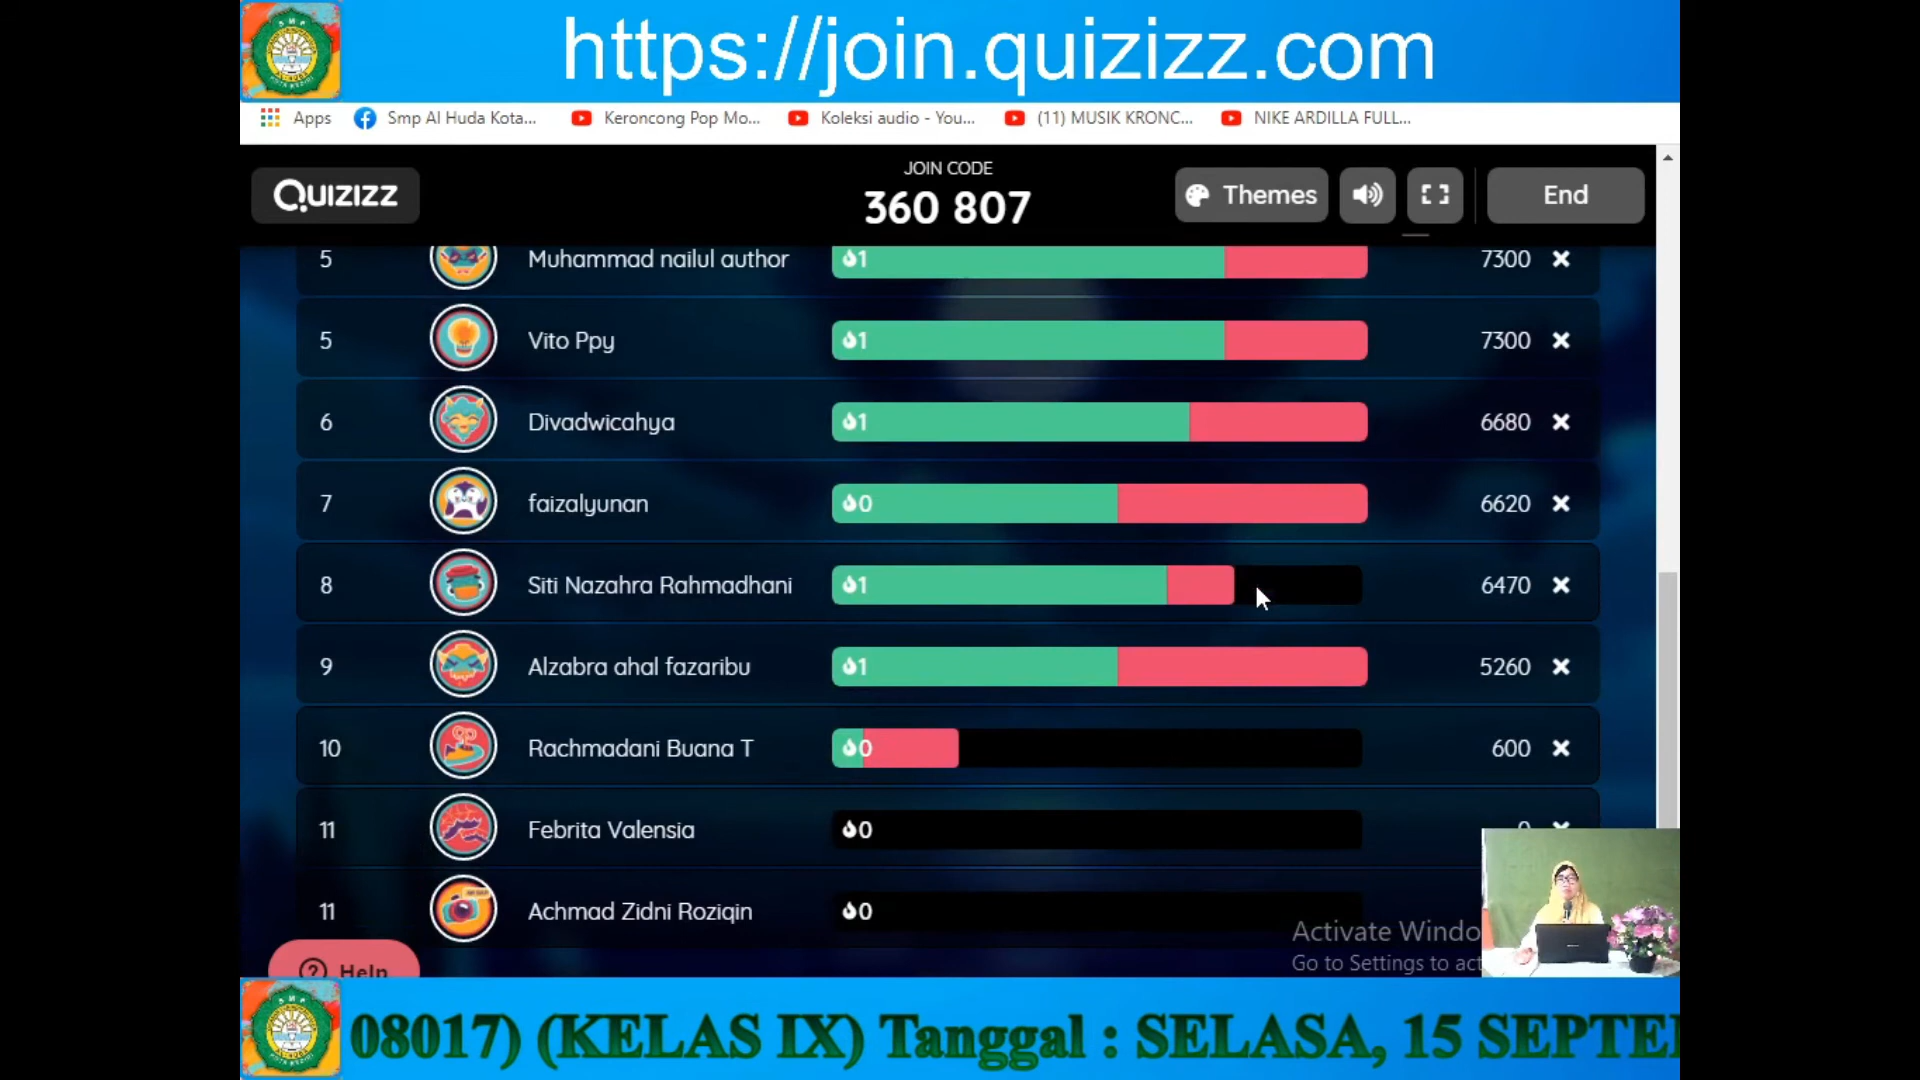 https://join.quizizz.com
Apps
Smp Al Huda Kota...
Keroncong Pop Mo...
Koleksi audio - You...
(11) MUSIK KRONC...
NIKE ARDILLA FULL...
QUIZIZZ
JOIN CODE
360 807
Themes
End
5 Muhammad nailul author 1 7300
5 Vito Ppy 1 7300
6 Divadwicahya 1 6680
7 faizalyunan 0 6620
8 Siti Nazahra Rahmadhani 1 6470
9 Alzabra ahal fazaribu 1 5260
10 Rachmadani Buana T 0 600
11 Febrita Valensia 0
11 Achmad Zidni Roziqin 0
Activate Windo
Go to Settings to act
Help
SMP
08017) (KELAS IX) Tanggal : SELASA, 15 SEPTE